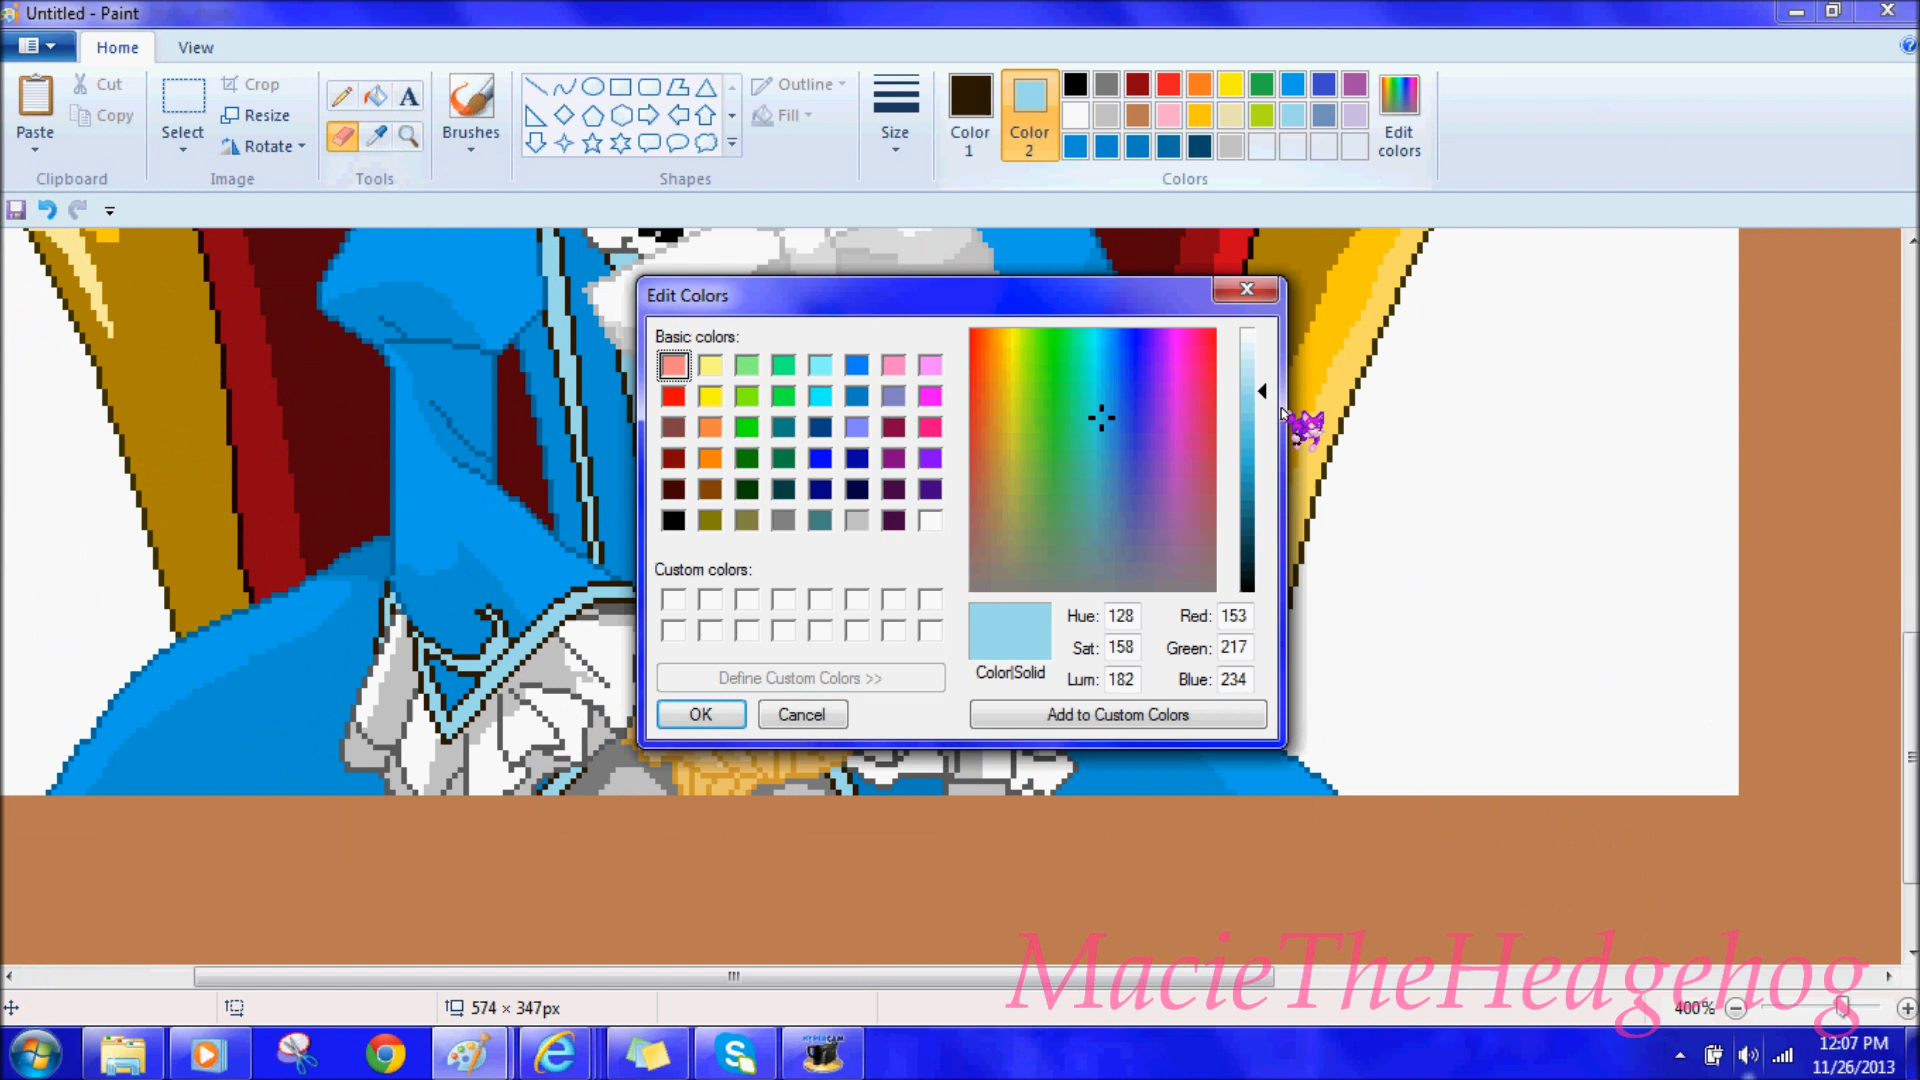 Untitled - Paint
Home View
Paste Cut Copy
Select Crop Resize Rotate
A
Brushes
Outline Fill
Size
Color 1
Color 2
Edit colors
Clipboard Image Tools Shapes Colors
Edit Colors
Basic colors:
Custom colors:
Define Custom Colors >>
OK Cancel
Color|Solid
Hue: 128 Red: 153
Sat: 158 Green: 217
Lum: 182 Blue: 234
Add to Custom Colors
MacieTheHedgehog
574 × 347px
400%
HYPERCAM
12:07 PM
11/26/2013